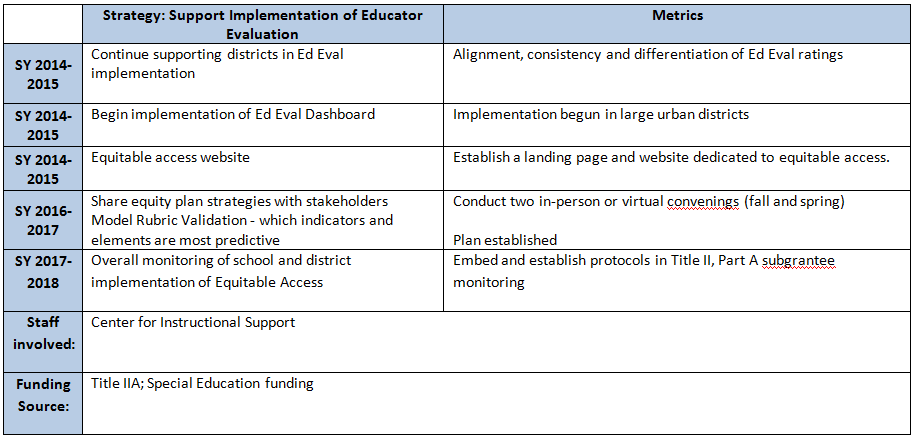 Strategy: Support Implementation of Educator
Evaluation
Metrics
SY 2014-
2015
Continue supporting districts in Ed Eval
implementation
Alignment, consistency and differentiation of Ed Eval ratings
SY 2014-
2015
Begin implementation of Ed Eval Dashboard
Implementation begun in large urban districts
SY 2014-
2015
Equitable access website
Establish a landing page and website dedicated to equitable access.
SY 2016-
2017
Share equity plan strategies with stakeholders
Model Rubric Validation - which indicators and
elements are most predictive
Conduct two in-person or virtual convenings (fall and spring)
Plan established
SY 2017-
2018
Overall monitoring of school and district
implementation of Equitable Access
Embed and establish protocols in Title II, Part A subgrantee
monitoring
Staff
involved:
Center for Instructional Support
Funding
Source:
Title IIA; Special Education funding